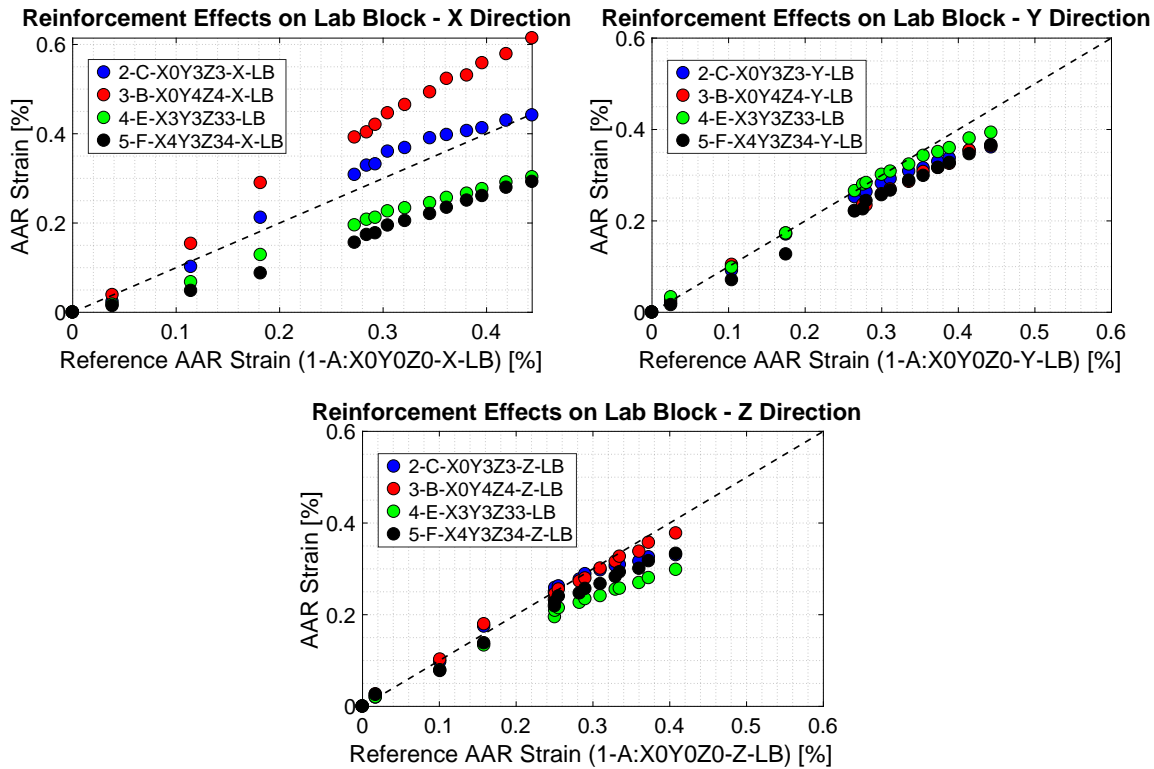 Reinforcement Effects on Lab Block - X Direction
0.6
0.4
0.2
0
AAR Strain [%]
2-C-X0Y3Z3-X-LB
3-B-X0Y4Z4-X-LB
4-E-X3Y3Z33-LB
5-F-X4Y3Z34-X-LB
0 0.1 0.2 0.3 0.4
Reference AAR Strain (1-A:X0Y0Z0-X-LB) [%]
Reinforcement Effects on Lab Block - Y Direction
0.6
0.4
0.2
0
AAR Strain [%]
2-C-X0Y3Z3-Y-LB
3-B-X0Y4Z4-Y-LB
4-E-X3Y3Z33-LB
5-F-X4Y3Z34-Y-LB
0 0.1 0.2 0.3 0.4 0.5 0.6
Reference AAR Strain (1-A:X0Y0Z0-Y-LB) [%]
Reinforcement Effects on Lab Block - Z Direction
0.6
0.4
0.2
0
AAR Strain [%]
2-C-X0Y3Z3-Z-LB
3-B-X0Y4Z4-Z-LB
4-E-X3Y3Z33-LB
5-F-X4Y3Z34-Z-LB
0 0.1 0.2 0.3 0.4 0.5 0.6
Reference AAR Strain (1-A:X0Y0Z0-Z-LB) [%]